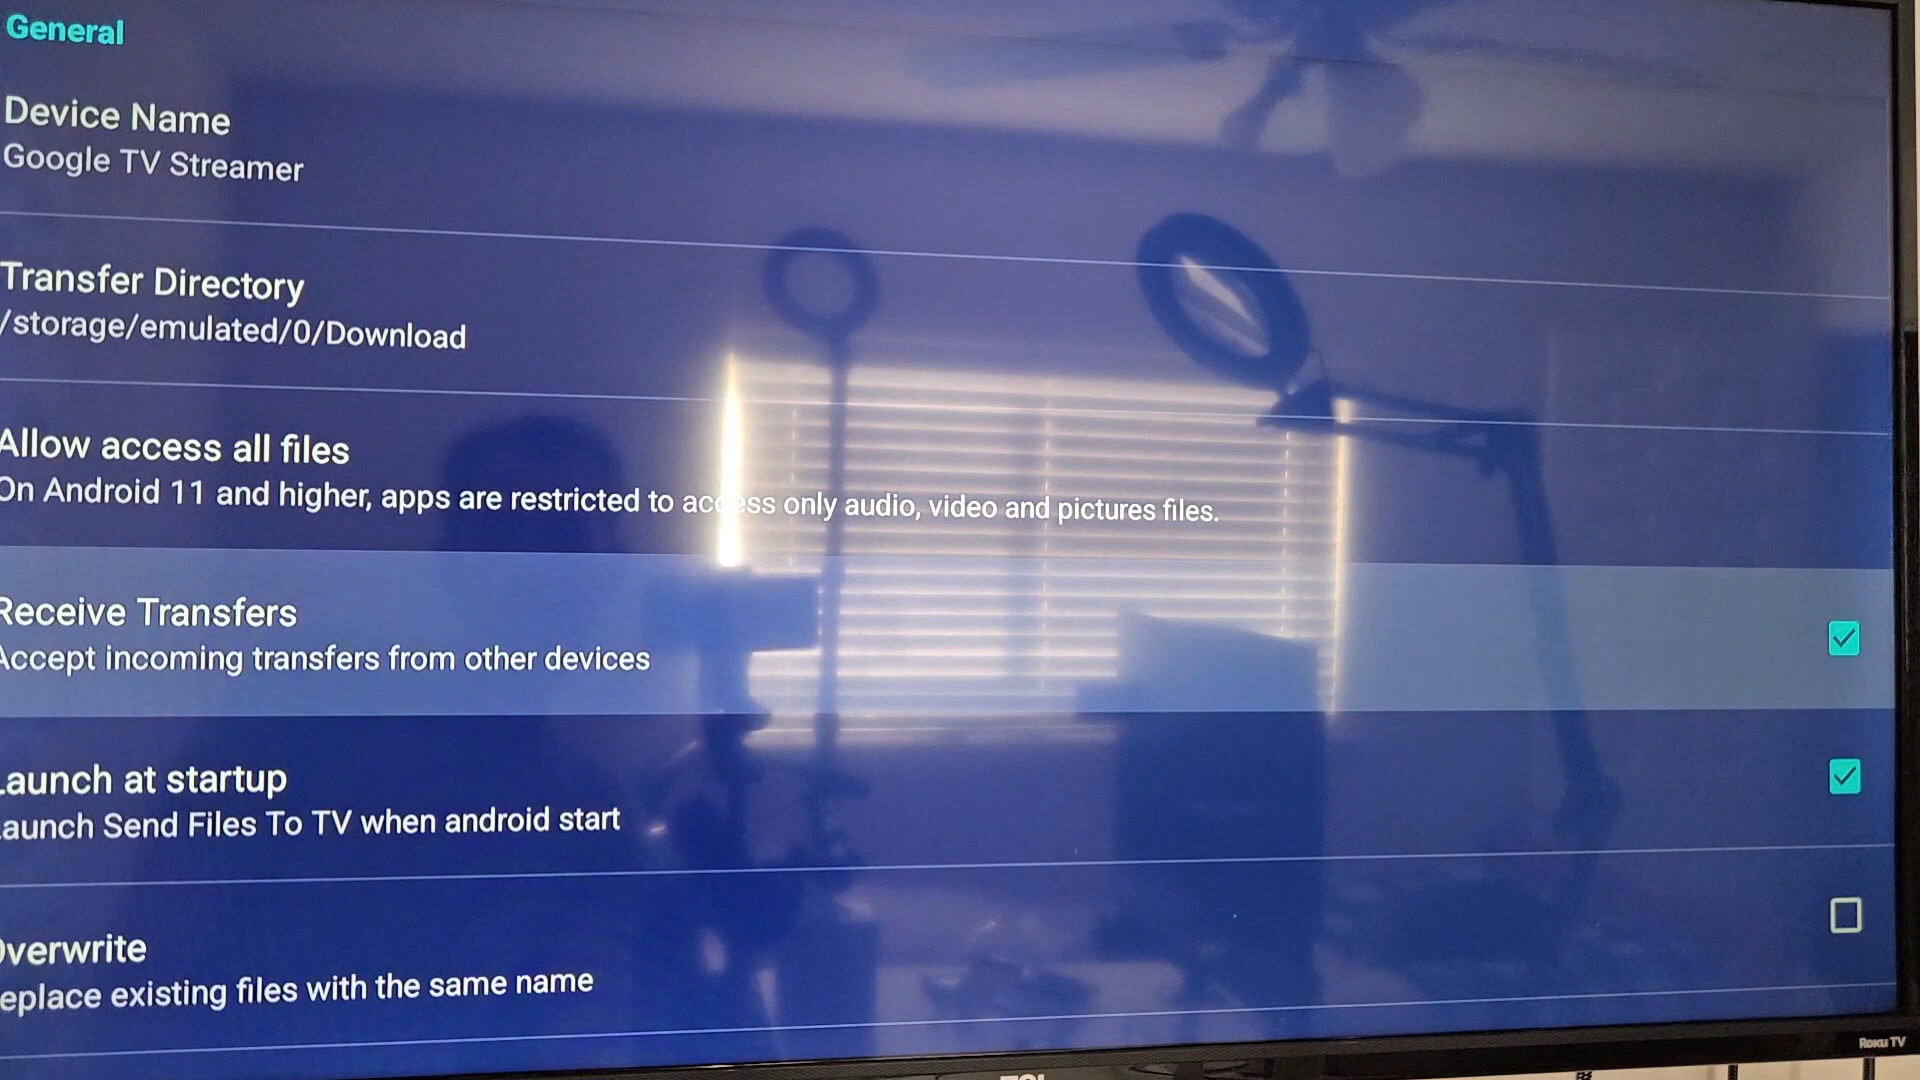 General
Device Name
Google TV Streamer
Transfer Directory
/storage/emulated/0/Download
Allow access all files
On Android 11 and higher, apps are restricted to access only audio, video and pictures files.
Receive Transfers
Accept incoming transfers from other devices
Launch at startup
Launch Send Files To TV when android start
Overwrite
Replace existing files with the same name
Roku TV
TCL